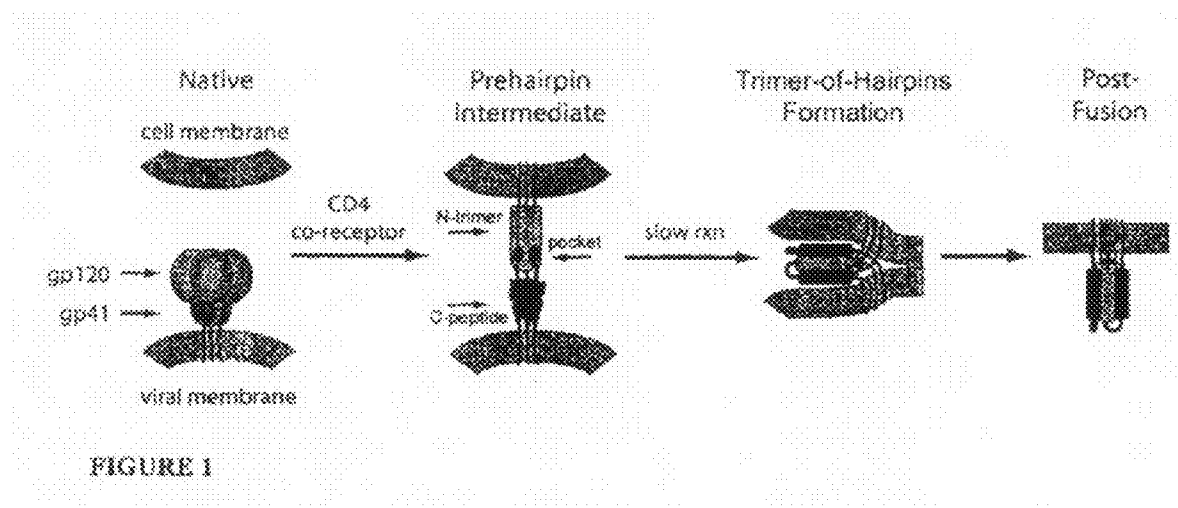 Native
Prehairpin
Intermediate
Trimer-of-Hairpins
Formation
Post-
Fusion
cell membrane
CD4
co-receptor
N-trimer
pocket
slow rxn
gp120
gp41
C-peptide
viral membrane
FIGURE 1